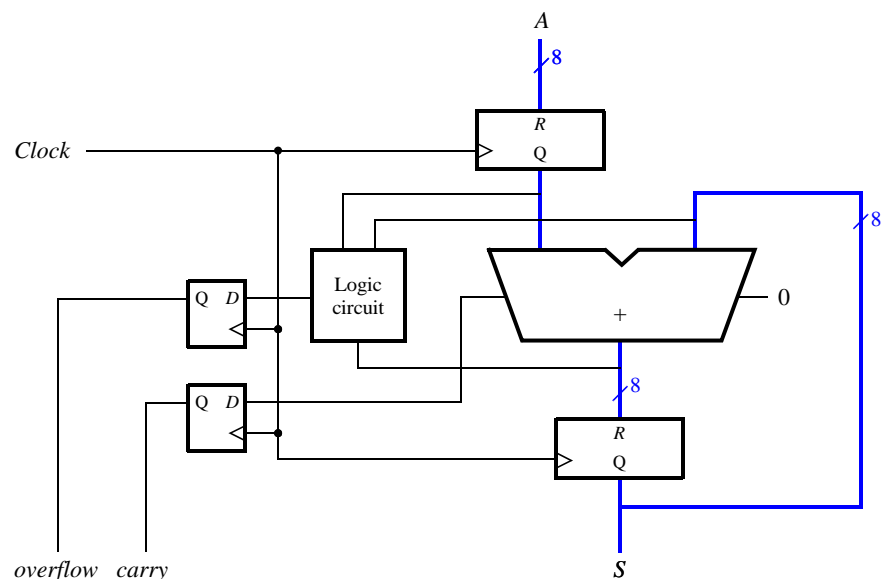 A
8
R
Clock
Q
8
Logic
circuit
Q D
0
+
8
Q D
R
Q
overflow carry
S